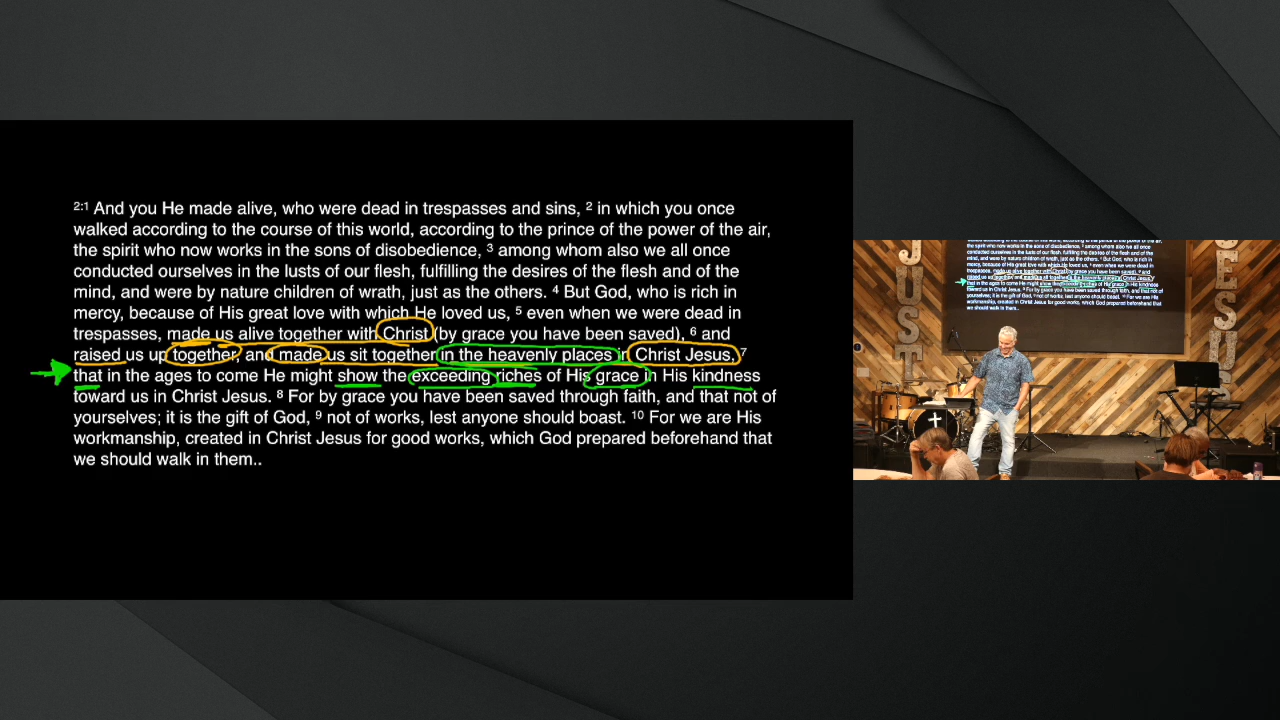 2:1 And you He made alive, who were dead in trespasses and sins, 2 in which you once
walked according to the course of this world, according to the prince of the power of the air,
the spirit who now works in the sons of disobedience, 3 among whom also we all once
conducted ourselves in the lusts of our flesh, fulfilling the desires of the flesh and of the
mind, and were by nature children of wrath, just as the others. 4 But God, who is rich in
mercy, because of His great love with which He loved us, 5 even when we were dead in
trespasses, made us alive together with Christ (by grace you have been saved), 6 and
raised us up together, and made us sit together in the heavenly places in Christ Jesus, 7
that in the ages to come He might show the exceeding riches of His grace in His kindness
toward us in Christ Jesus. 8 For by grace you have been saved through faith, and that not of
yourselves; it is the gift of God, 9 not of works, lest anyone should boast. 10 For we are His
workmanship, created in Christ Jesus for good works, which God prepared beforehand that
we should walk in them..
JUST
JESUS